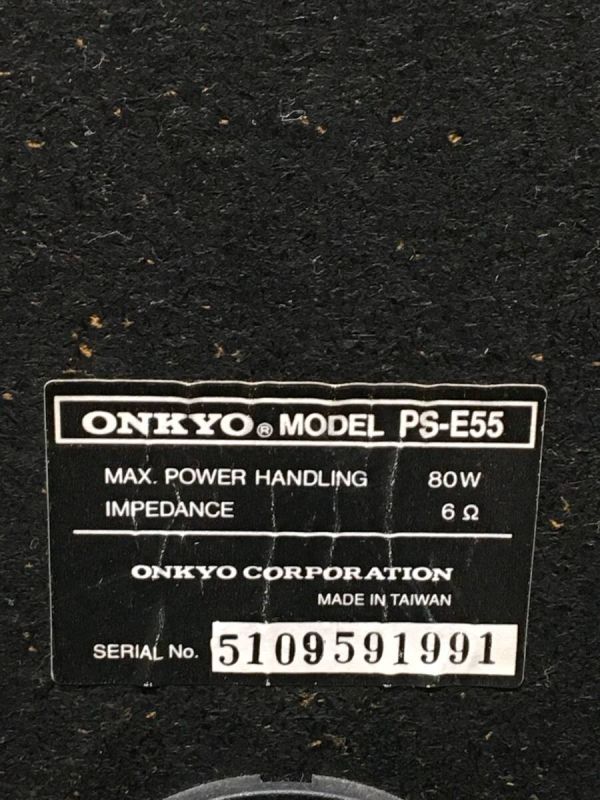 ONKYO® MODEL PS-E55
MAX. POWER HANDLING 80W
IMPEDANCE 6 Ω
ONKYO CORPORATION
MADE IN TAIWAN
SERIAL No. 5109591991